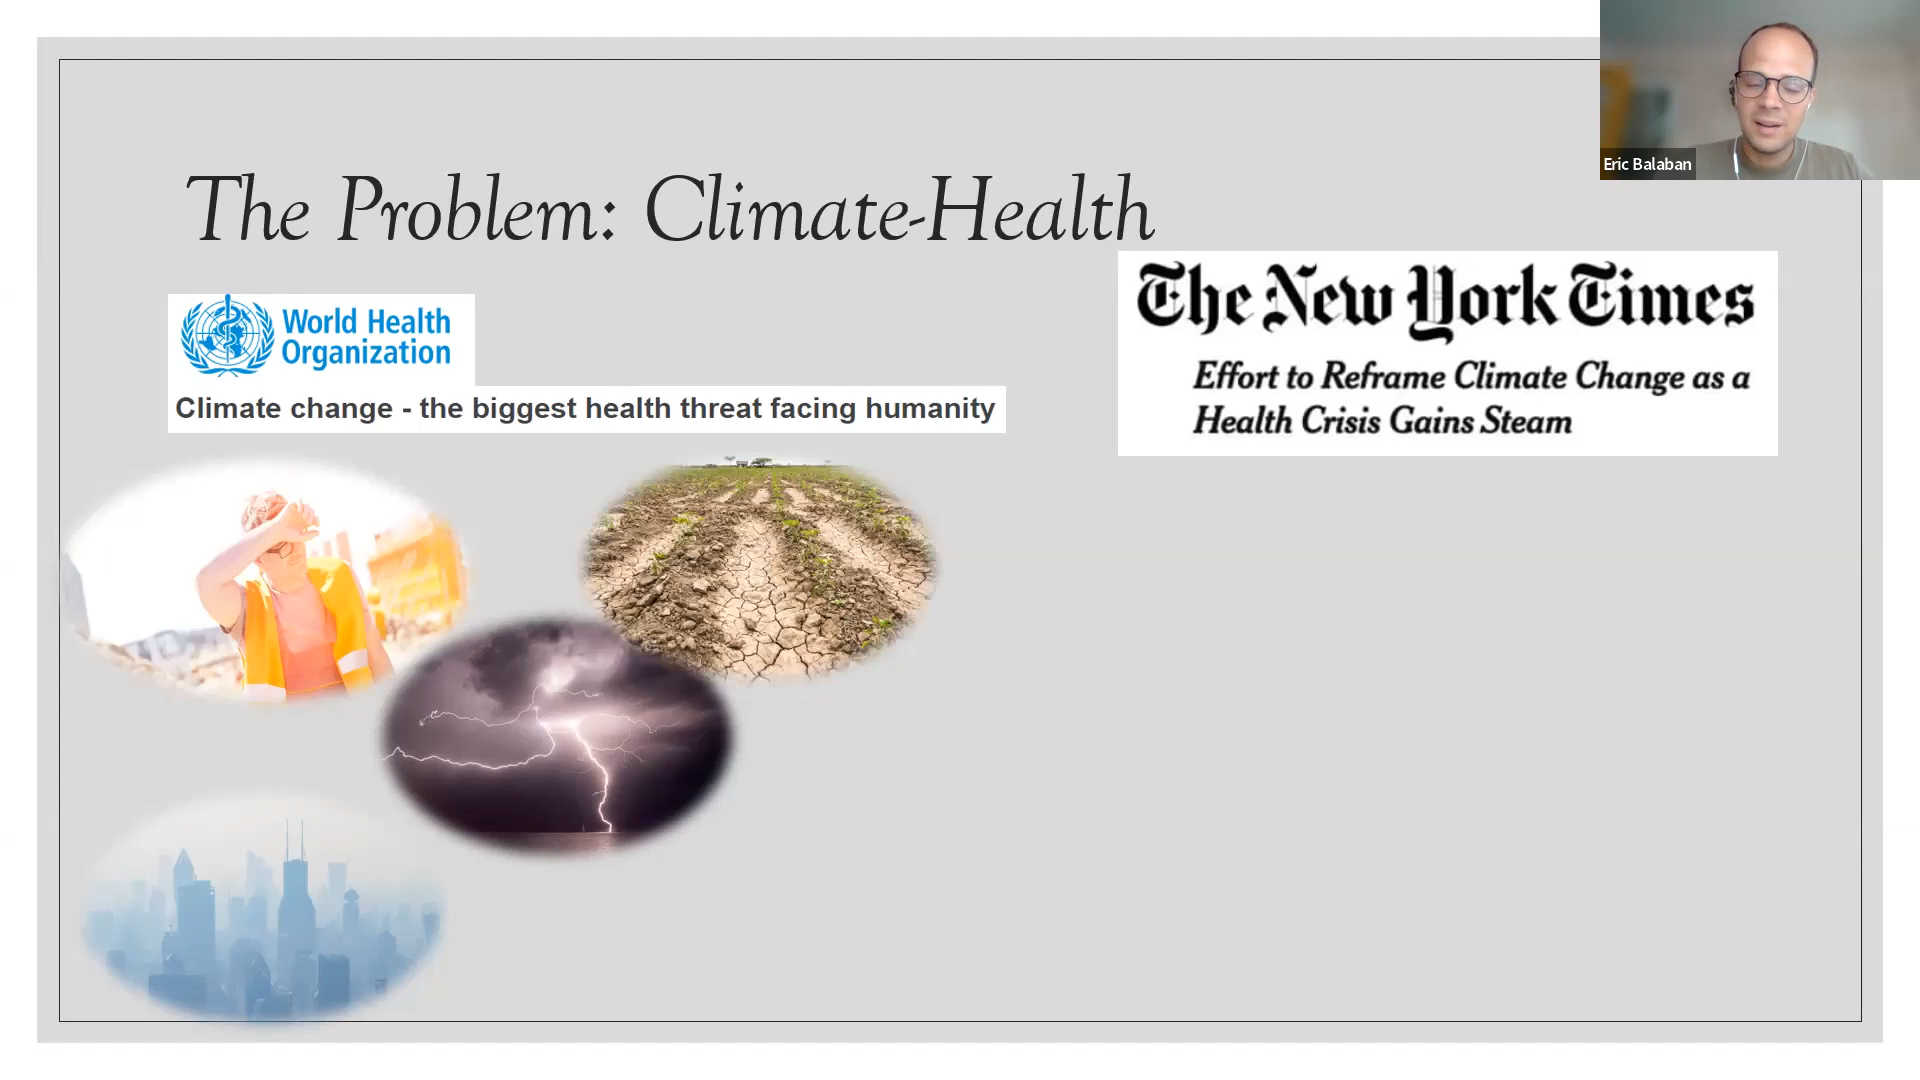 Eric Balaban
The Problem: Climate-Health
World Health
Organization
Climate change - the biggest health threat facing humanity
The New York Times
Effort to Reframe Climate Change as a
Health Crisis Gains Steam